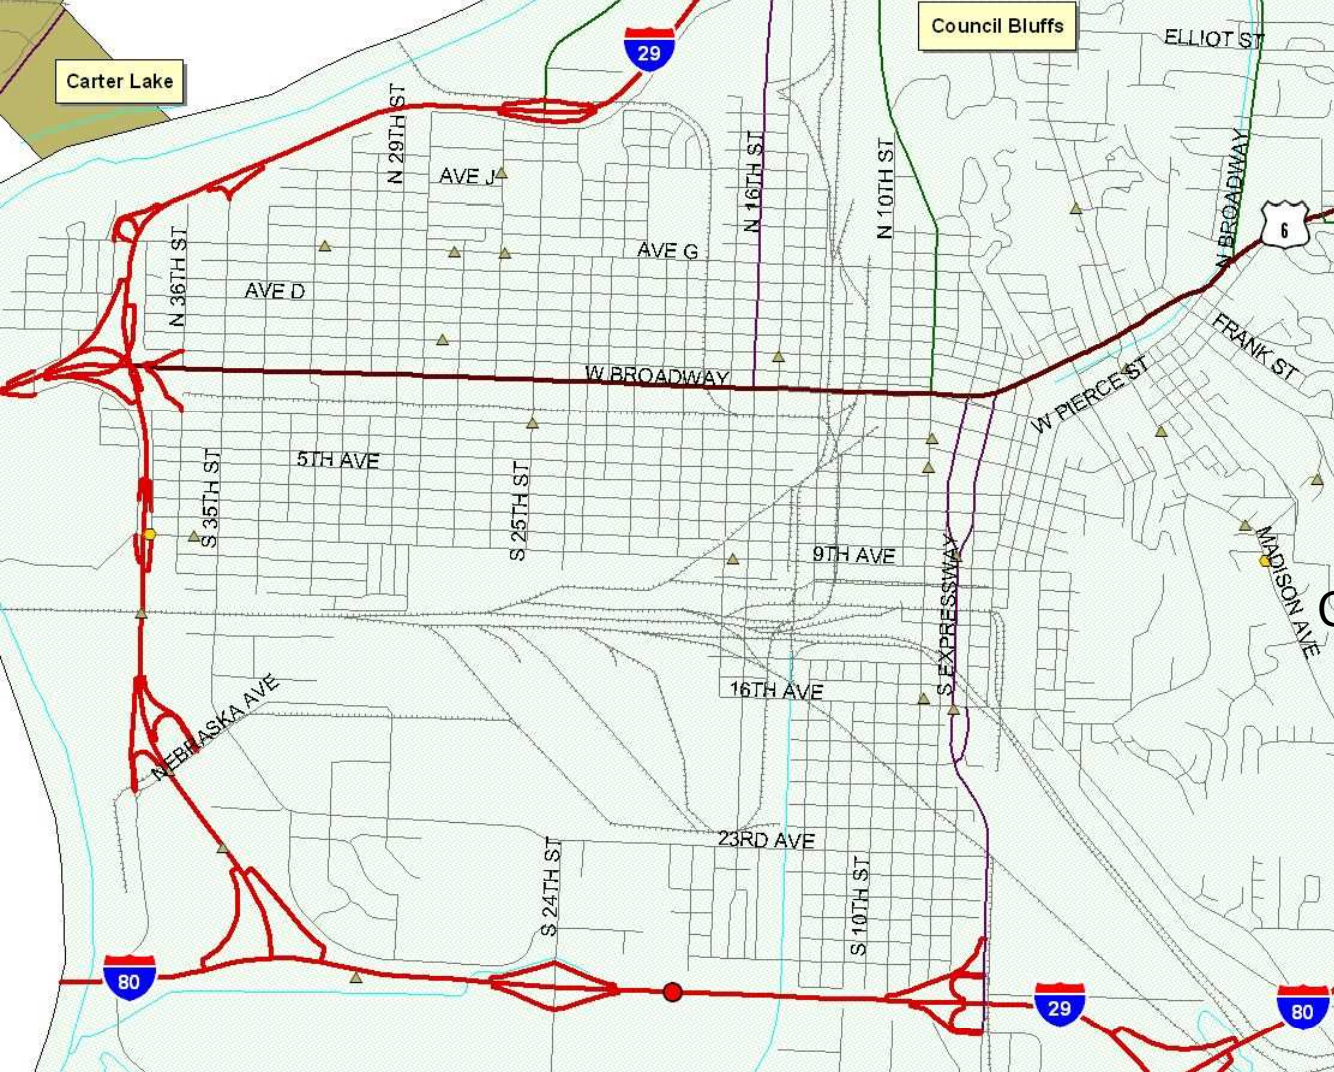 Council Bluffs
ELLIOT ST
29
Carter Lake
N 29TH ST
N 16TH ST
N 10TH ST
N BROADWAY
AVE J
6
AVE G
N 36TH ST
AVE D
FRANK ST
W BROADWAY
W PIERCE ST
5TH AVE
S 35TH ST
S 25TH ST
9TH AVE
S EXPRESSWAY
MADISON AVE
16TH AVE
NEBRASKA AVE
23RD AVE
S 24TH ST
S 10TH ST
80
29
80